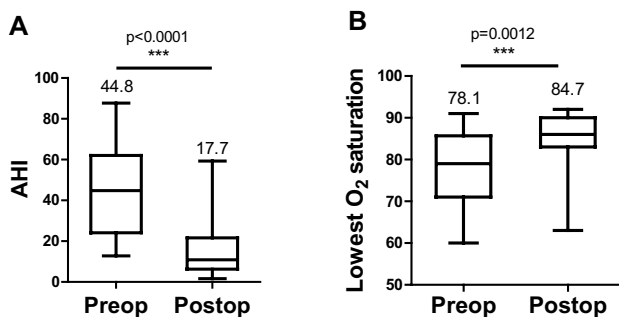 A
p<0.0001
***
AHI
100
80
60
40
20
0
44.8
17.7
Preop
Postop
B
p=0.0012
***
Lowest O₂ saturation
100
90
80
70
60
50
78.1
84.7
Preop
Postop